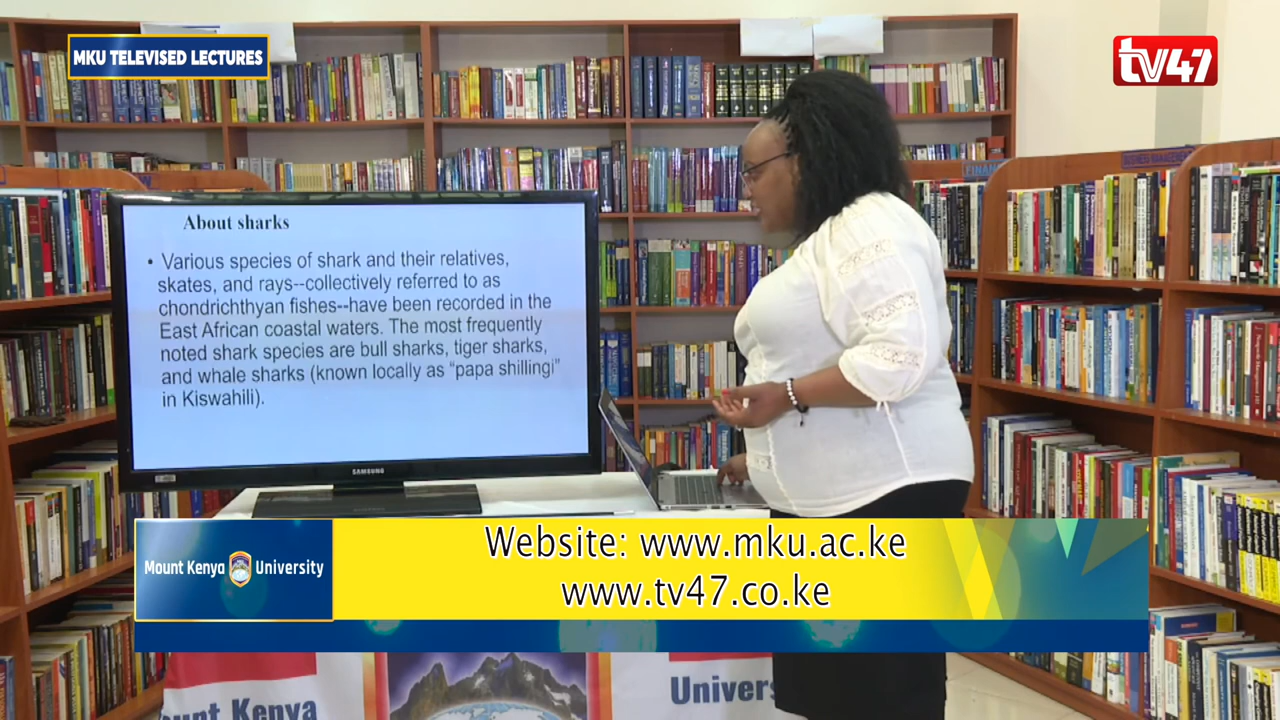 MKU TELEVISED LECTURES
tv47
FINAN
About sharks
• Various species of shark and their relatives,
skates, and rays--collectively referred to as
chondrichthyan fishes--have been recorded in the
East African coastal waters. The most frequently
noted shark species are bull sharks, tiger sharks,
and whale sharks (known locally as “papa shillingi”
in Kiswahili).
SAMSUNG
Website: www.mku.ac.ke
www.tv47.co.ke
Mount Kenya University
ount Kenya
Univers